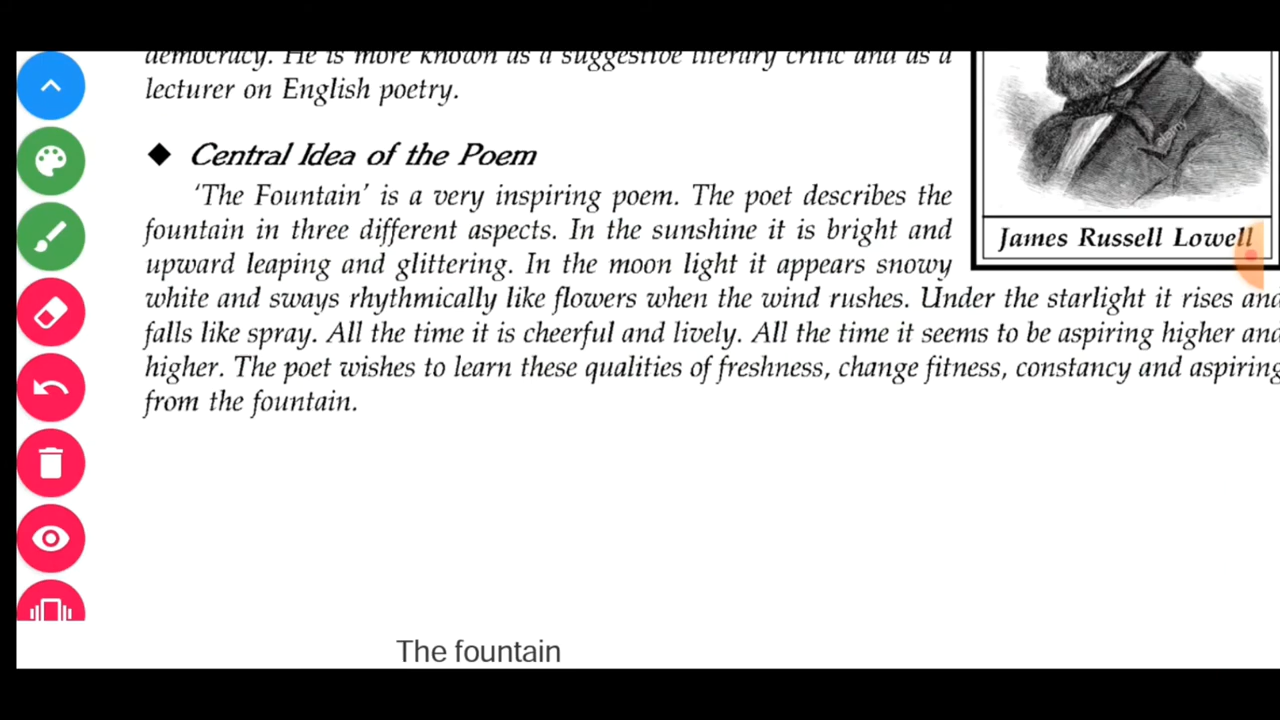 democracy. He is more known as a suggestive literary critic and as a
lecturer on English poetry.
◆ Central Idea of the Poem
‘The Fountain’ is a very inspiring poem. The poet describes the
fountain in three different aspects. In the sunshine it is bright and
upward leaping and glittering. In the moon light it appears snowy
white and sways rhythmically like flowers when the wind rushes. Under the starlight it rises and
falls like spray. All the time it is cheerful and lively. All the time it seems to be aspiring higher and
higher. The poet wishes to learn these qualities of freshness, change fitness, constancy and aspiring
from the fountain.
James Russell Lowell
The fountain